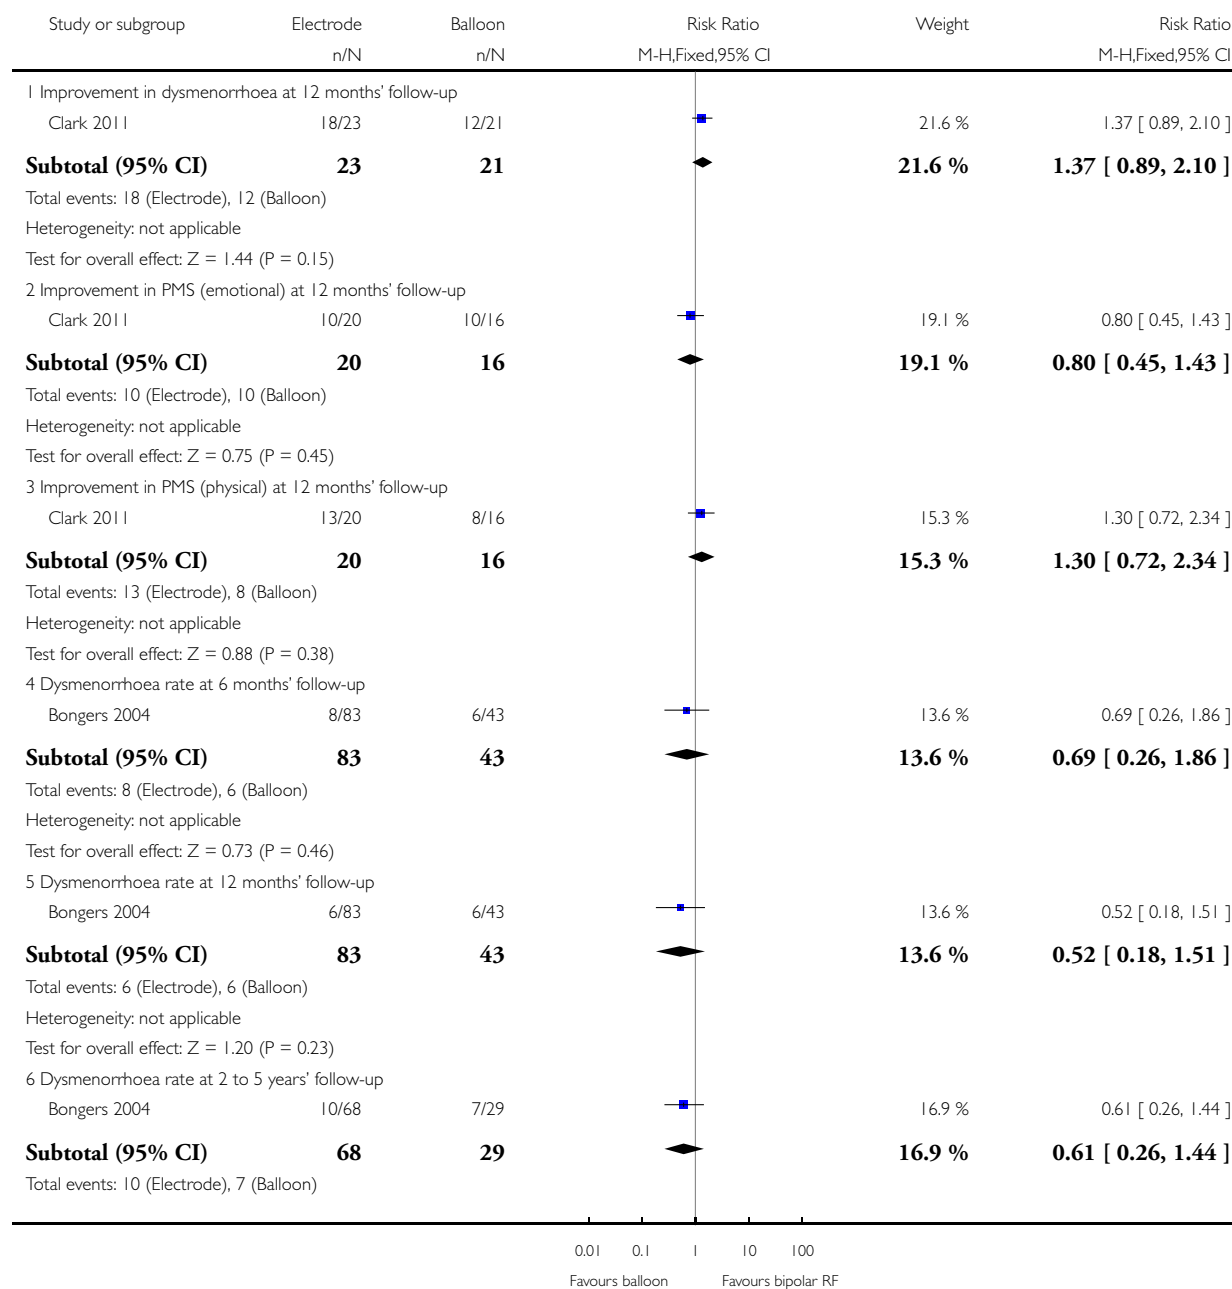 Study or subgroup Electrode Balloon Risk Ratio Weight Risk Ratio
n/N n/N M-H,Fixed,95% CI M-H,Fixed,95% CI
1 Improvement in dysmenorrhoea at 12 months' follow-up
Clark 2011 18/23 12/21 21.6 % 1.37 [ 0.89, 2.10 ]
Subtotal (95% CI) 23 21 21.6 % 1.37 [ 0.89, 2.10 ]
Total events: 18 (Electrode), 12 (Balloon)
Heterogeneity: not applicable
Test for overall effect: Z = 1.44 (P = 0.15)
2 Improvement in PMS (emotional) at 12 months' follow-up
Clark 2011 10/20 10/16 19.1 % 0.80 [ 0.45, 1.43 ]
Subtotal (95% CI) 20 16 19.1 % 0.80 [ 0.45, 1.43 ]
Total events: 10 (Electrode), 10 (Balloon)
Heterogeneity: not applicable
Test for overall effect: Z = 0.75 (P = 0.45)
3 Improvement in PMS (physical) at 12 months' follow-up
Clark 2011 13/20 8/16 15.3 % 1.30 [ 0.72, 2.34 ]
Subtotal (95% CI) 20 16 15.3 % 1.30 [ 0.72, 2.34 ]
Total events: 13 (Electrode), 8 (Balloon)
Heterogeneity: not applicable
Test for overall effect: Z = 0.88 (P = 0.38)
4 Dysmenorrhoea rate at 6 months' follow-up
Bongers 2004 8/83 6/43 13.6 % 0.69 [ 0.26, 1.86 ]
Subtotal (95% CI) 83 43 13.6 % 0.69 [ 0.26, 1.86 ]
Total events: 8 (Electrode), 6 (Balloon)
Heterogeneity: not applicable
Test for overall effect: Z = 0.73 (P = 0.46)
5 Dysmenorrhoea rate at 12 months' follow-up
Bongers 2004 6/83 6/43 13.6 % 0.52 [ 0.18, 1.51 ]
Subtotal (95% CI) 83 43 13.6 % 0.52 [ 0.18, 1.51 ]
Total events: 6 (Electrode), 6 (Balloon)
Heterogeneity: not applicable
Test for overall effect: Z = 1.20 (P = 0.23)
6 Dysmenorrhoea rate at 2 to 5 years' follow-up
Bongers 2004 10/68 7/29 16.9 % 0.61 [ 0.26, 1.44 ]
Subtotal (95% CI) 68 29 16.9 % 0.61 [ 0.26, 1.44 ]
Total events: 10 (Electrode), 7 (Balloon)
0.01 0.1 1 10 100
Favours balloon Favours bipolar RF